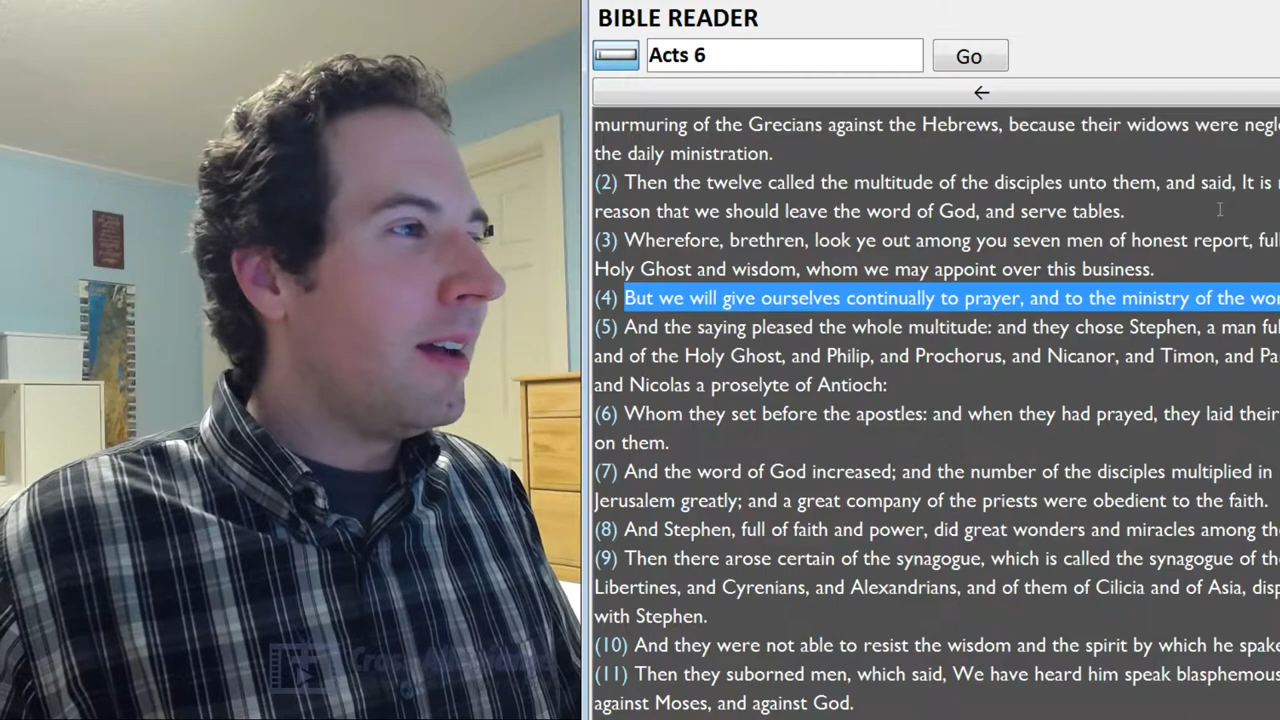 BIBLE READER
Acts 6
Go
←
murmuring of the Grecians against the Hebrews, because their widows were
the daily ministration.
(2) Then the twelve called the multitude of the disciples unto them, and said, It is
reason that we should leave the word of God, and serve tables.
(3) Wherefore, brethren, look ye out among you seven men of honest report,
Holy Ghost and wisdom, whom we may appoint over this business.
(4) But we will give ourselves continually to prayer, and to the ministry of the
(5) And the saying pleased the whole multitude: and they chose Stephen, a man
and of the Holy Ghost, and Philip, and Prochorus, and Nicanor, and Timon, and
and Nicolas a proselyte of Antioch:
(6) Whom they set before the apostles: and when they had prayed, they laid their
on them.
(7) And the word of God increased; and the number of the disciples multiplied in
Jerusalem greatly; and a great company of the priests were obedient to the faith.
(8) And Stephen, full of faith and power, did great wonders and miracles among
(9) Then there arose certain of the synagogue, which is called the synagogue of
Libertines, and Cyrenians, and Alexandrians, and of them of Cilicia and of Asia,
with Stephen.
(10) And they were not able to resist the wisdom and the spirit by which he spake
(11) Then they suborned men, which said, We have heard him speak blasphemous
against Moses, and against God.